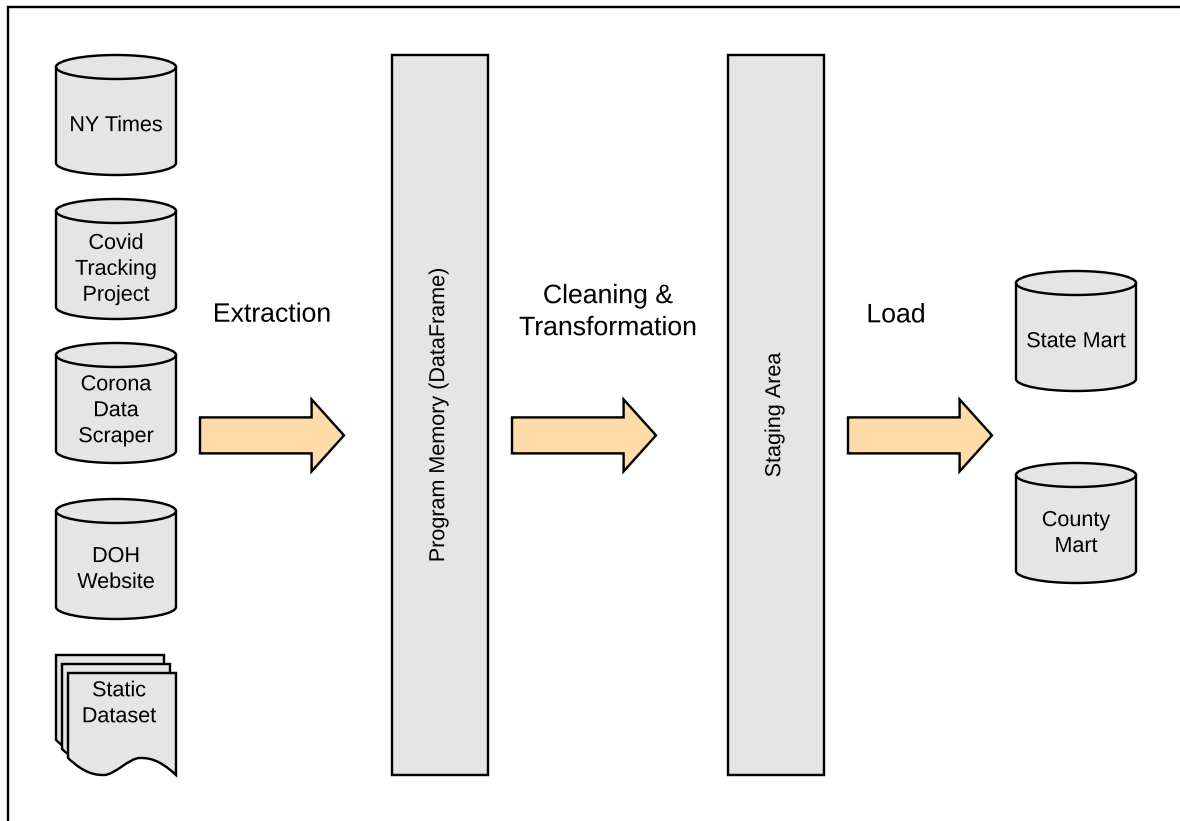 NY Times
Covid
Tracking
Project
Corona
Data
Scraper
DOH
Website
Static
Dataset
Extraction
Program Memory (DataFrame)
Cleaning &
Transformation
Staging Area
Load
State Mart
County
Mart